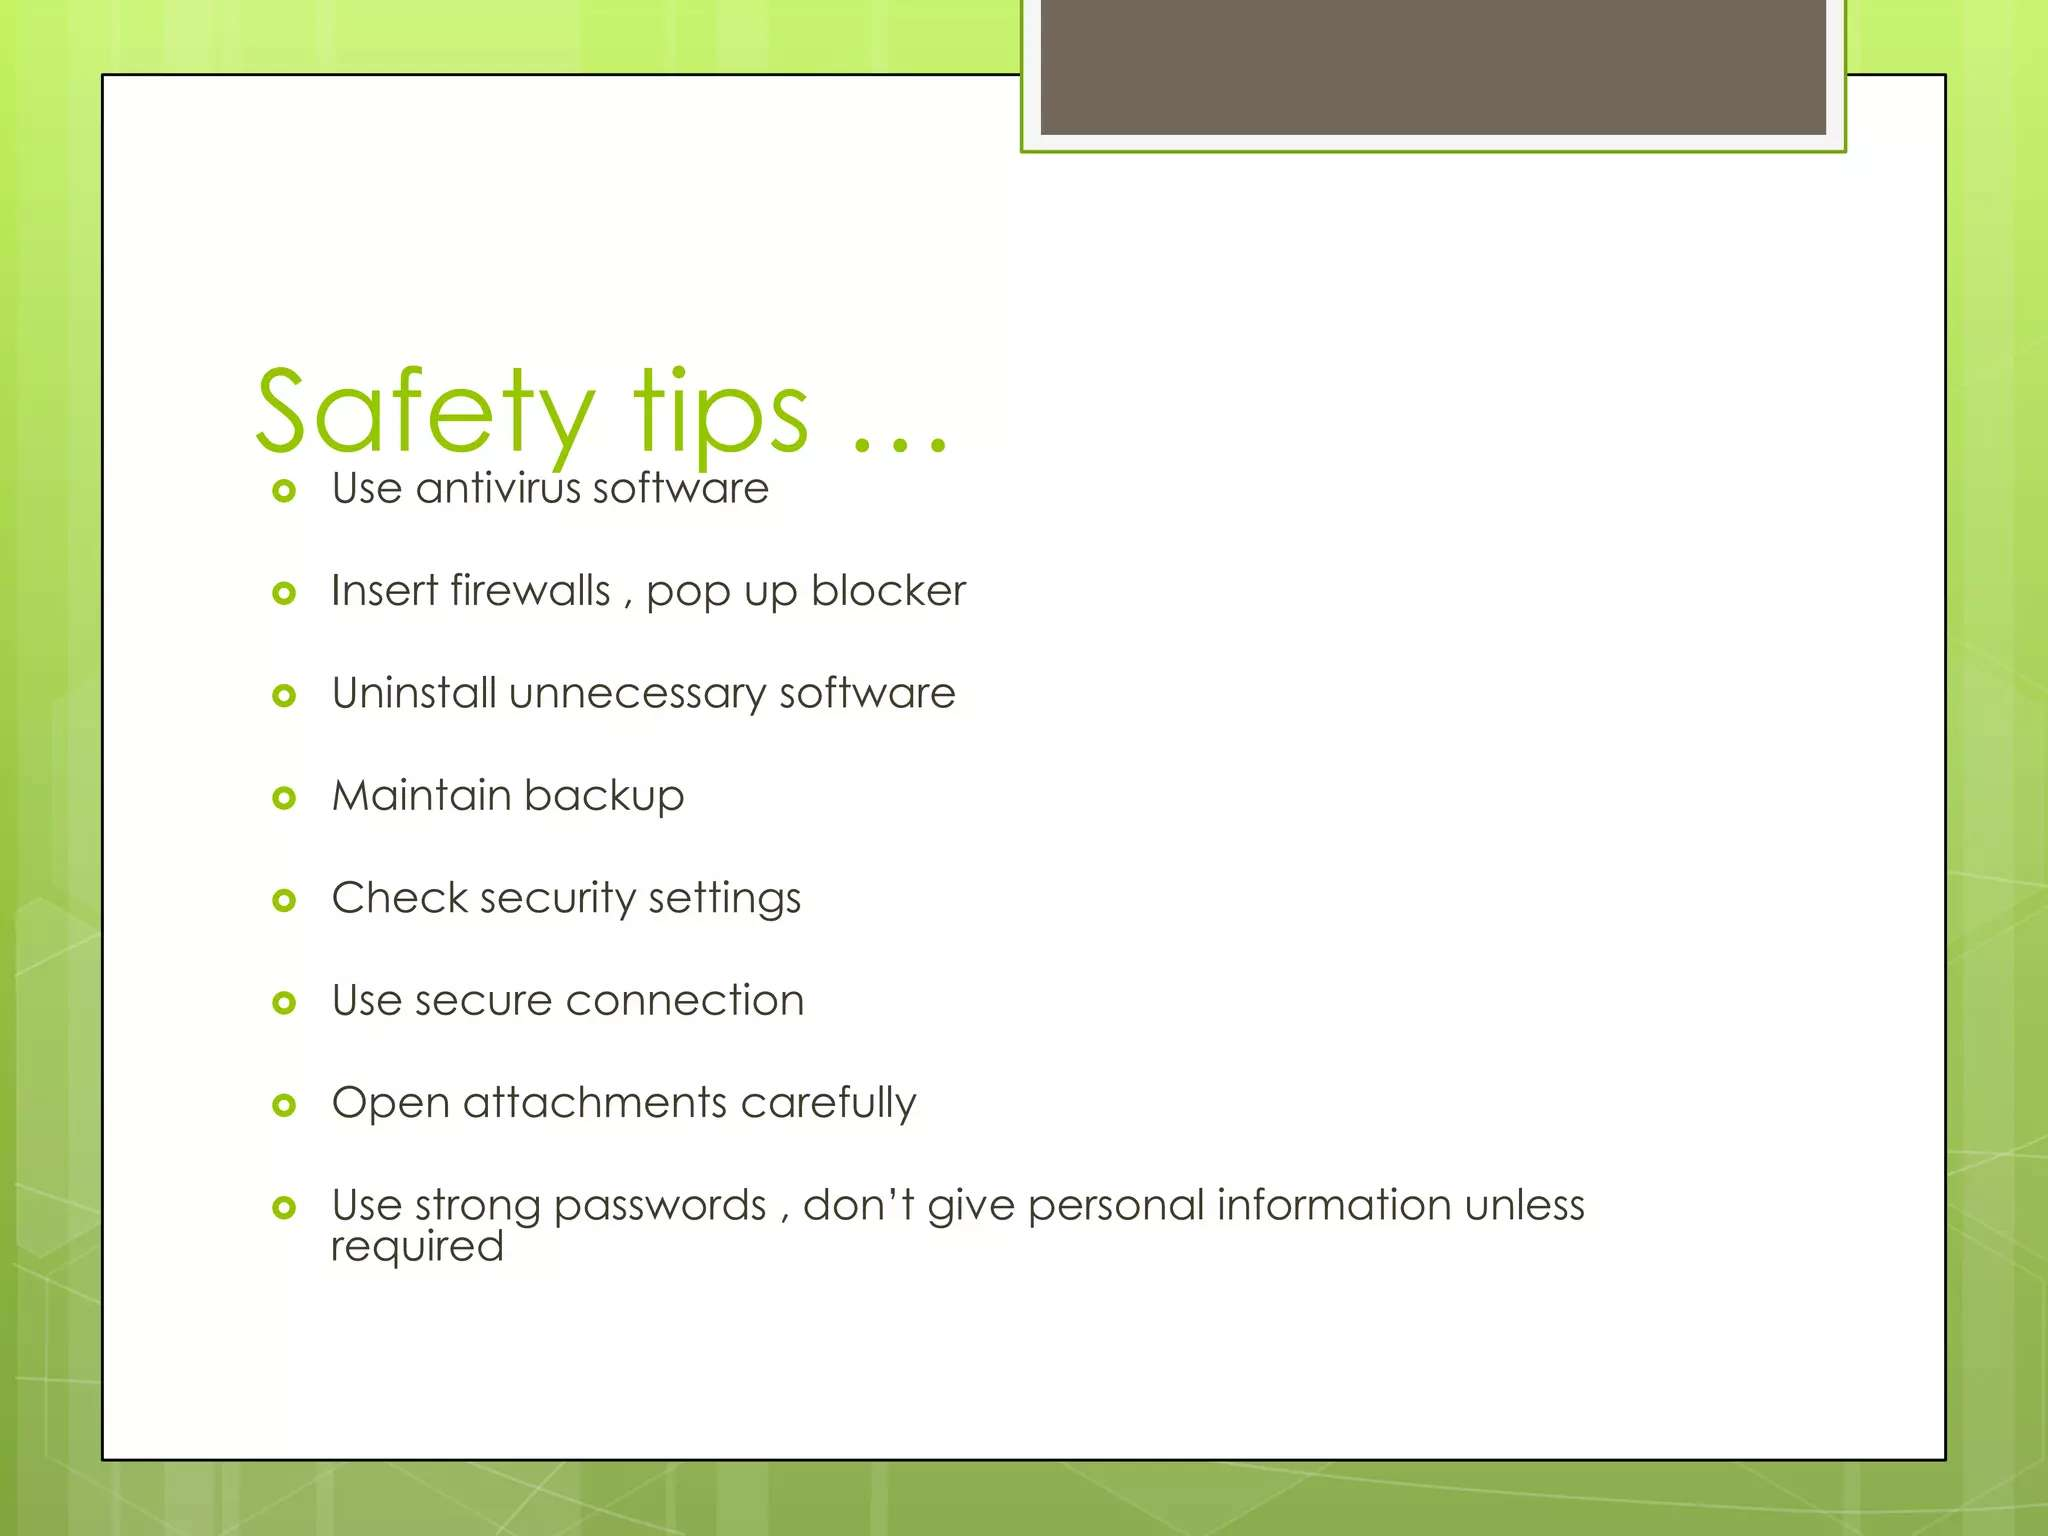 Safety tips ...
Use antivirus software
Insert firewalls , pop up blocker
Uninstall unnecessary software
Maintain backup
Check security settings
Use secure connection
Open attachments carefully
Use strong passwords , don’t give personal information unless
required